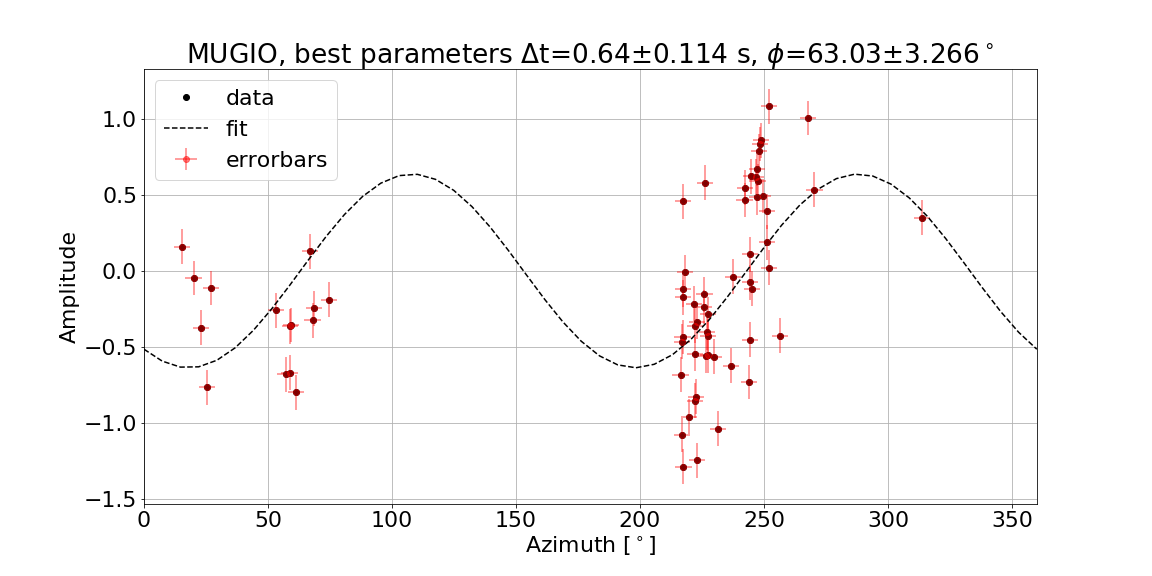 MUGIO, best parameters Δt=0.64±0.114 s, ϕ=63.03±3.266°
data
fit
errorbars
1.0
0.5
0.0
−0.5
−1.0
−1.5
Amplitude
0 50 100 150 200 250 300 350
Azimuth [°]